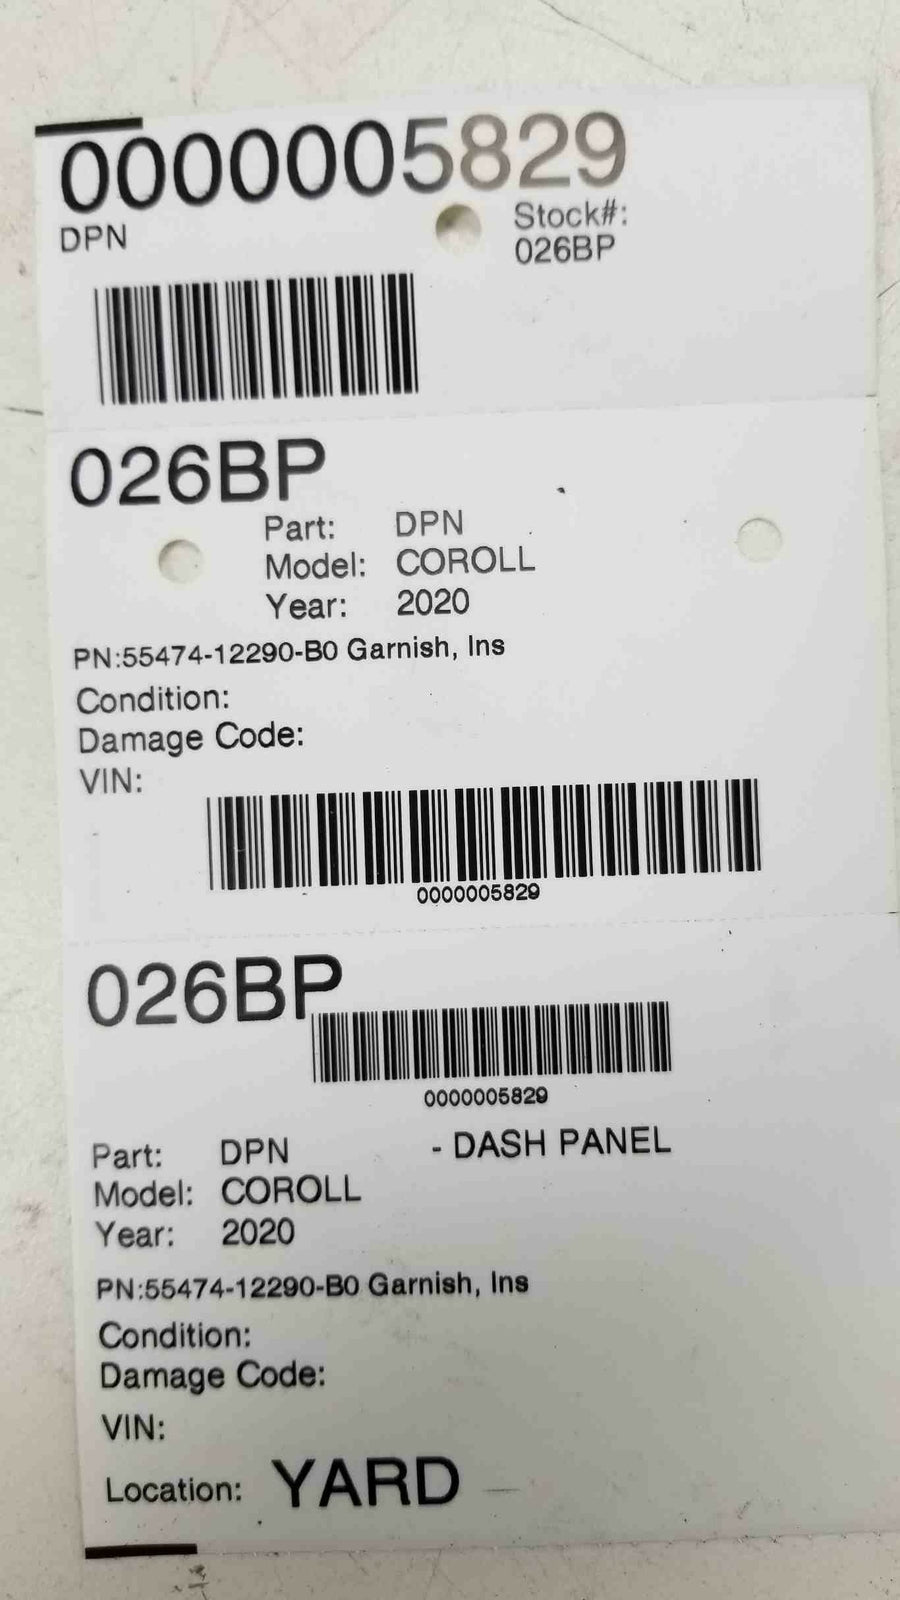 0000005829
DPN
Stock#:
026BP
026BP
Part: DPN
Model: COROLL
Year: 2020
PN:55474-12290-B0 Garnish, Ins
Condition:
Damage Code:
VIN:
0000005829
026BP
0000005829
Part: DPN - DASH PANEL
Model: COROLL
Year: 2020
PN:55474-12290-B0 Garnish, Ins
Condition:
Damage Code:
VIN:
Location: YARD